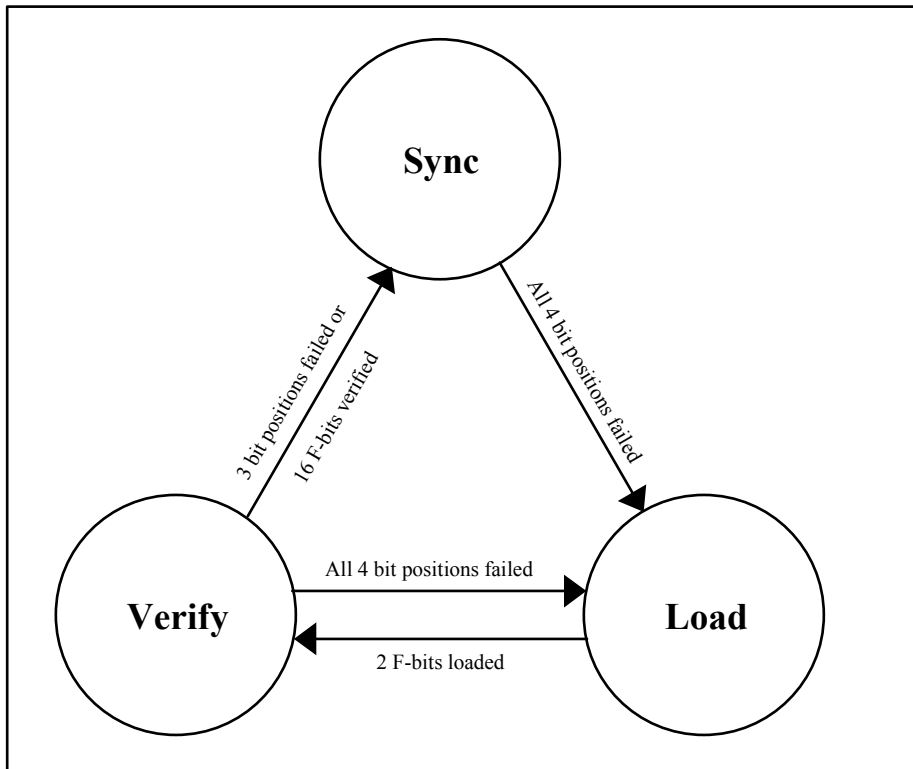 Sync
3 bit positions failed or
16 F-bits verified
All 4 bit positions failed
All 4 bit positions failed
Verify
Load
2 F-bits loaded